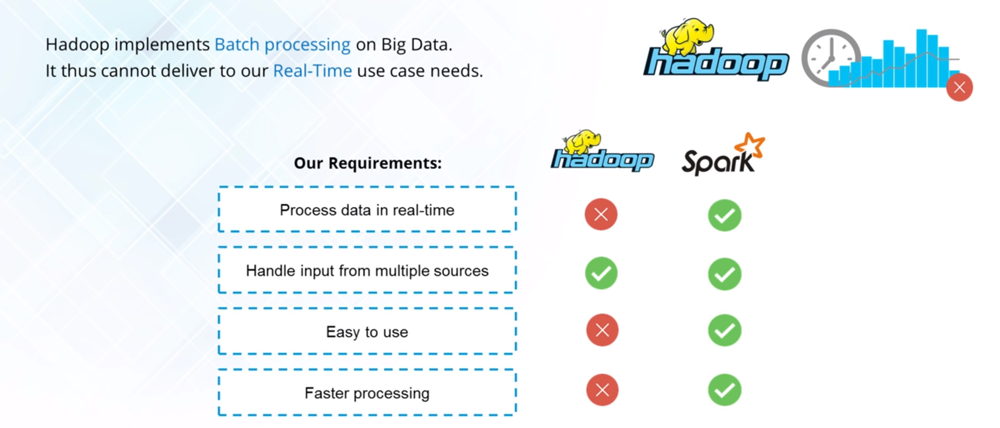 Hadoop implements Batch processing on Big Data.
It thus cannot deliver to our Real-Time use case needs.
hadoop
Our Requirements:
hadoop
Spark
Process data in real-time
Handle input from multiple sources
Easy to use
Faster processing